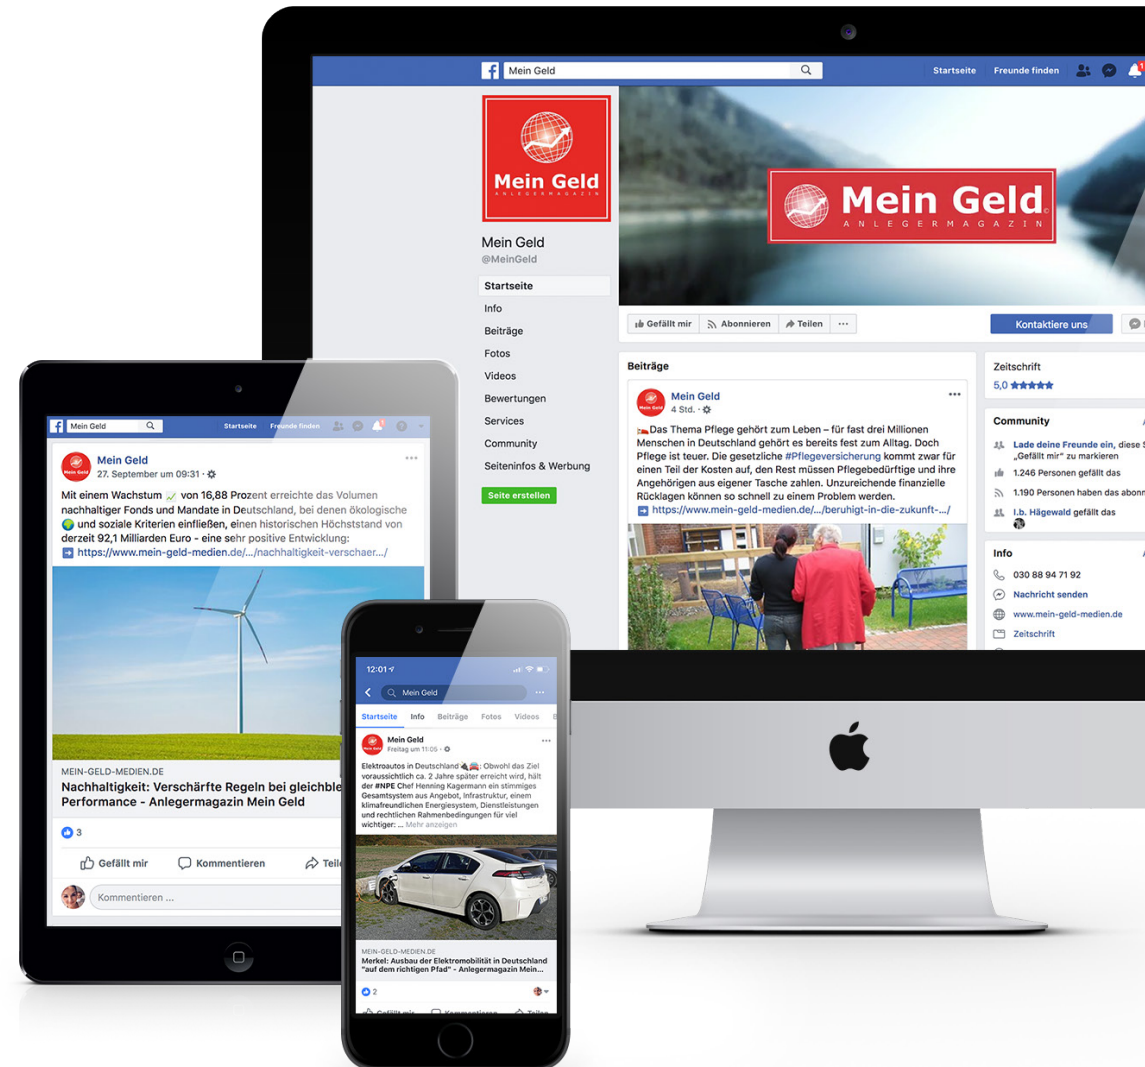 Mein Geld
Startseite
Freunde finden
1
Mein Geld
ANLEGERMAGAZIN
Mein Geld
ANLEGERMAGAZIN
Mein Geld
@MeinGeld
Startseite
Info
Beiträge
Fotos
Videos
Bewertungen
Services
Community
Seiteninfos & Werbung
Seite erstellen
Gefällt mir
Abonnieren
Teilen
Kontaktiere uns
Beiträge
Mein Geld
4 Std.
Das Thema Pflege gehört zum Leben – für fast drei Millionen
Menschen in Deutschland gehört es bereits fest zum Alltag. Doch
Pflege ist teuer. Die gesetzliche #Pflegeversicherung kommt zwar für
einen Teil der Kosten auf, den Rest müssen Pflegebedürftige und ihre
Angehörigen aus eigener Tasche zahlen. Unzureichende finanzielle
Rücklagen können so schnell zu einem Problem werden.
https://www.mein-geld-medien.de/.../beruhigt-in-die-zukunft-.../
Zeitschrift
5,0 ★★★★★
Community
Lade deine Freunde ein, diese
„Gefällt mir“ zu markieren
1.246 Personen gefällt das
1.190 Personen haben das
I.b. Hägewald gefällt das
Info
030 88 94 71 92
Nachricht senden
www.mein-geld-medien.de
Zeitschrift
Mein Geld
Startseite
Freunde finden
Mein Geld
Mein Geld
27. September um 09:31
Mit einem Wachstum von 16,88 Prozent erreichte das Volumen
nachhaltiger Fonds und Mandate in Deutschland, bei denen ökologische
und soziale Kriterien einfließen, einen historischen Höchststand von
derzeit 92,1 Milliarden Euro - eine sehr positive Entwicklung:
https://www.mein-geld-medien.de/.../nachhaltigkeit-verschaer.../
MEIN-GELD-MEDIEN.DE
Nachhaltigkeit: Verschärfte Regeln bei gleichble
Performance - Anlegermagazin Mein Geld
3
Gefällt mir
Kommentieren
Teile
Kommentieren ...
12:01
Mein Geld
Startseite
Info
Beiträge
Fotos
Videos
Mein Geld
Freitag um 11:05
Elektroautos in Deutschland: Obwohl das Ziel
voraussichtlich ca. 2 Jahre später erreicht wird, hält
der #NPE Chef Henning Kagermann ein stimmiges
Gesamtsystem aus Angebot, Infrastruktur, einem
klimafreundlichen Energiesystem, Dienstleistungen
und rechtlichen Rahmenbedingungen für viel
wichtiger: ... Mehr anzeigen
MEIN-GELD-MEDIEN.DE
Merkel: Ausbau der Elektromobilität in Deutschland
"auf dem richtigen Pfad" - Anlegermagazin Mein...
2
Gefällt mir
Kommentieren
Teilen